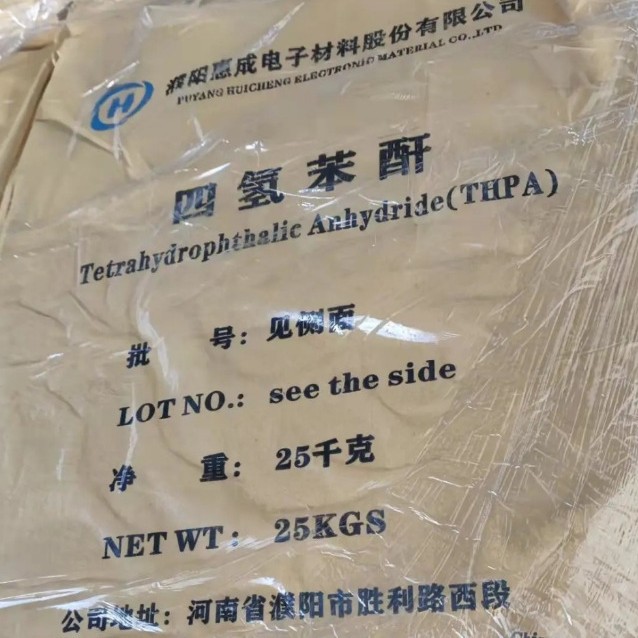 濮阳惠成电子材料股份有限公司
PUYANG HUICHENG ELECTRONIC MATERIAL CO.,LTD
H
四氢苯酐
Tetrahydrophthalic Anhydride(THPA)
批 号: 见侧面
LOT NO.: see the side
净 重: 25千克
NET WT: 25KGS
公司地址: 河南省濮阳市胜利路西段